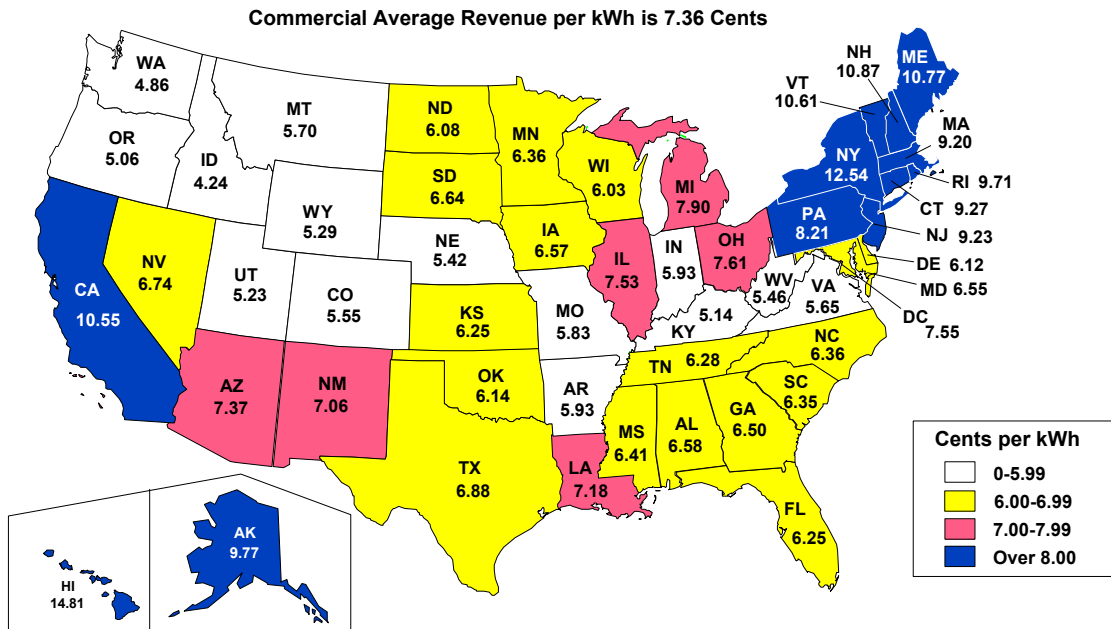 Commercial Average Revenue per kWh is 7.36 Cents
WA
4.86
OR
5.06
ID
4.24
MT
5.70
WY
5.29
ND
6.08
SD
6.64
NE
5.42
MN
6.36
WI
6.03
IA
6.57
MI
7.90
IL
7.53
IN
5.93
OH
7.61
NH
10.87
VT
10.61
ME
10.77
MA
9.20
NY
12.54
RI 9.71
CT 9.27
PA
8.21
NJ 9.23
DE 6.12
MD 6.55
DC
7.55
WV
5.46
VA
5.65
CA
10.55
NV
6.74
UT
5.23
CO
5.55
KS
6.25
MO
5.83
KY
5.14
AZ
7.37
NM
7.06
OK
6.14
AR
5.93
TN 6.28
NC
6.36
SC
6.35
TX
6.88
LA
7.18
MS
6.41
AL
6.58
GA
6.50
FL
6.25
HI
14.81
AK
9.77
Cents per kWh
0-5.99
6.00-6.99
7.00-7.99
Over 8.00